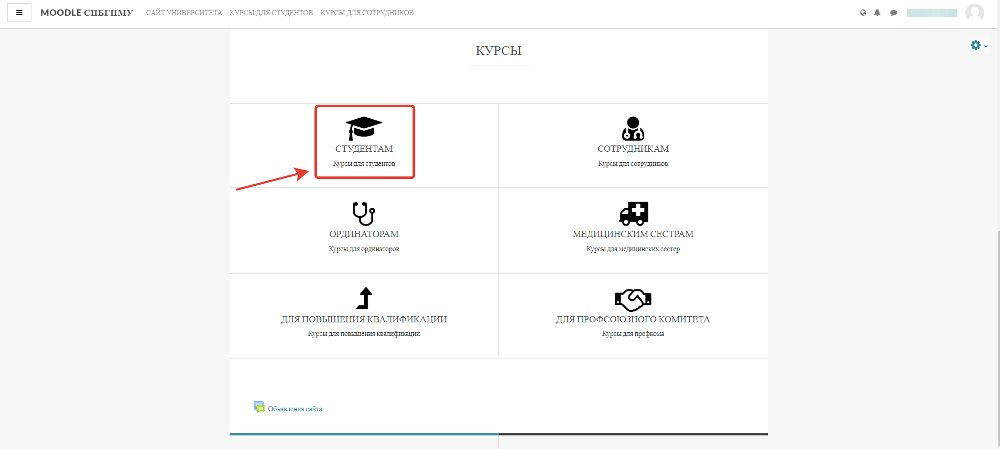 MOODLE СПБГПМУ САЙТ УНИВЕРСИТЕТА КУРСЫ ДЛЯ СТУДЕНТОВ КУРСЫ ДЛЯ СОТРУДНИКОВ
КУРСЫ
СТУДЕНТАМ
Курсы для студентов
СОТРУДНИКАМ
Курсы для сотрудников
ОРДИНАТОРАМ
Курсы для ординаторов
МЕДИЦИНСКИМ СЕСТРАМ
Курсы для медицинских сестер
ДЛЯ ПОВЫШЕНИЯ КВАЛИФИКАЦИИ
Курсы для повышения квалификации
ДЛЯ ПРОФСОЮЗНОГО КОМИТЕТА
Курсы для профкома
Объявления сайта